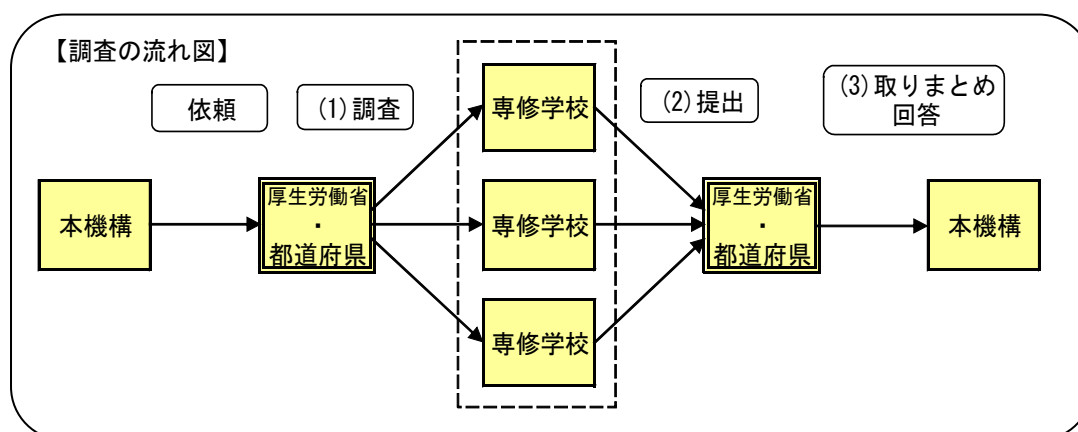 【調査の流れ図】
依頼
(1)調査
(2)提出
(3)取りまとめ
回答
本機構
厚生労働省
・
都道府県
専修学校
専修学校
専修学校
厚生労働省
・
都道府県
本機構